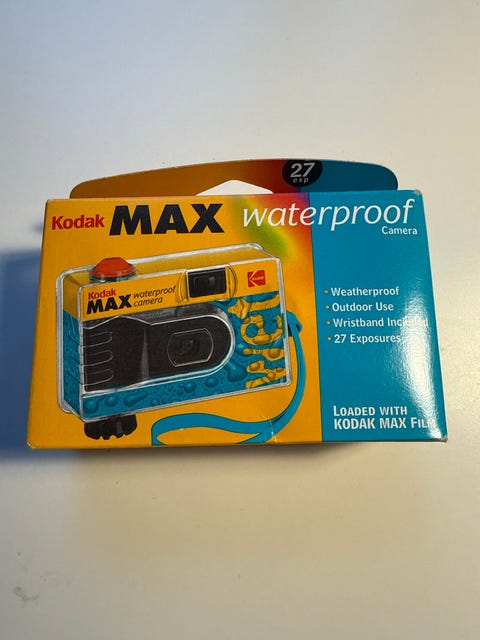 27
exp
Kodak MAX waterproof
Camera
Kodak
MAX waterproof
camera
Kodak
• Weatherproof
• Outdoor Use
• Wristband Included
• 27 Exposures
LOADED WITH
KODAK MAX FILM